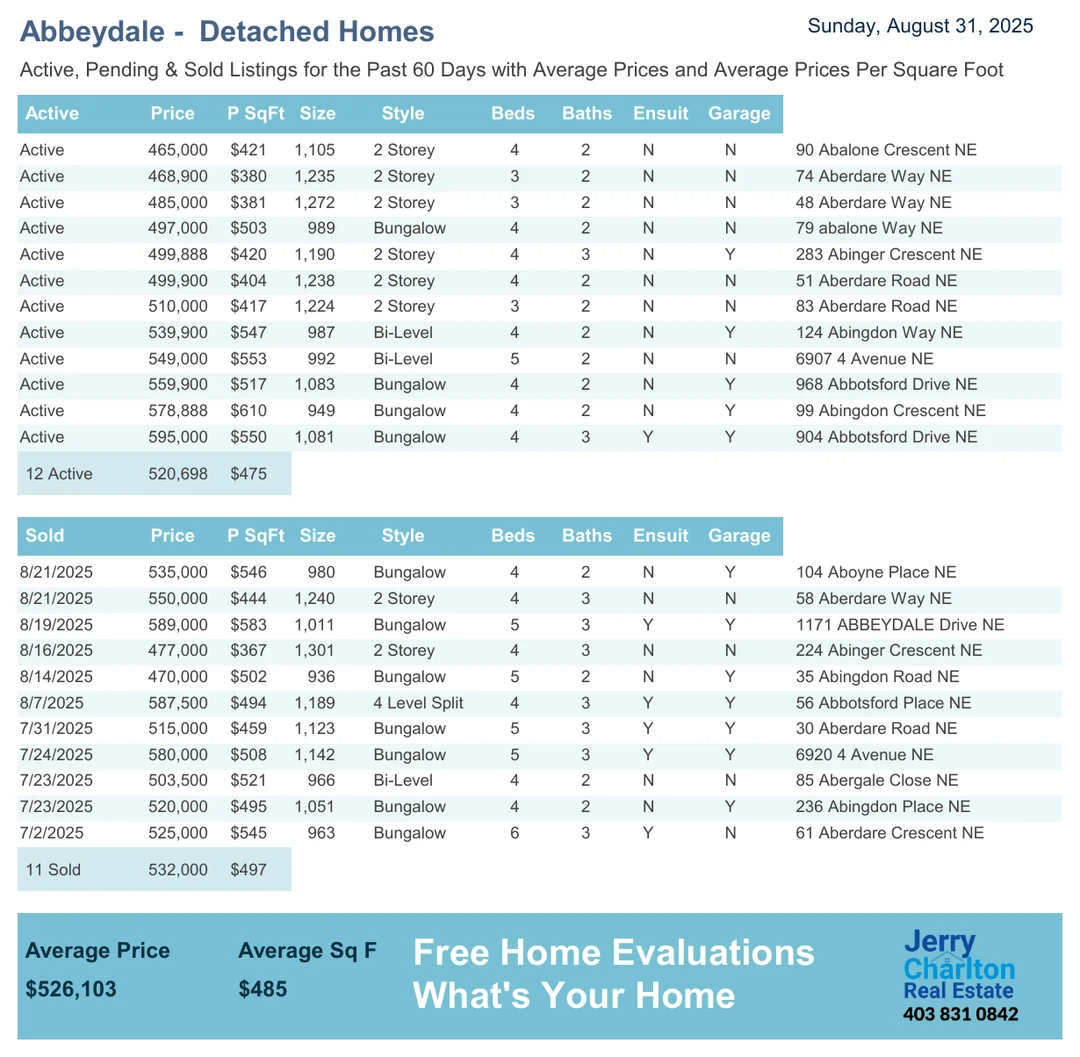 Abbeydale - Detached Homes
Sunday, August 31, 2025
Active, Pending & Sold Listings for the Past 60 Days with Average Prices and Average Prices Per Square Foot
Active Price P SqFt Size Style Beds Baths Ensuit Garage
Active 465,000 $421 1,105 2 Storey 4 2 N N 90 Abalone Crescent NE
Active 468,900 $380 1,235 2 Storey 3 2 N N 74 Aberdare Way NE
Active 485,000 $381 1,272 2 Storey 3 2 N N 48 Aberdare Way NE
Active 497,000 $503 989 Bungalow 4 2 N N 79 abalone Way NE
Active 499,888 $420 1,190 2 Storey 4 3 N Y 283 Abinger Crescent NE
Active 499,900 $404 1,238 2 Storey 4 2 N N 51 Aberdare Road NE
Active 510,000 $417 1,224 2 Storey 3 2 N N 83 Aberdare Road NE
Active 539,900 $547 987 Bi-Level 4 2 N Y 124 Abingdon Way NE
Active 549,000 $553 992 Bi-Level 5 2 N N 6907 4 Avenue NE
Active 559,900 $517 1,083 Bungalow 4 2 N Y 968 Abbotsford Drive NE
Active 578,888 $610 949 Bungalow 4 2 N Y 99 Abingdon Crescent NE
Active 595,000 $550 1,081 Bungalow 4 3 Y Y 904 Abbotsford Drive NE
12 Active 520,698 $475
Sold Price P SqFt Size Style Beds Baths Ensuit Garage
8/21/2025 535,000 $546 980 Bungalow 4 2 N Y 104 Aboyne Place NE
8/21/2025 550,000 $444 1,240 2 Storey 4 3 N N 58 Aberdare Way NE
8/19/2025 589,000 $583 1,011 Bungalow 5 3 Y Y 1171 ABBEYDALE Drive NE
8/16/2025 477,000 $367 1,301 2 Storey 4 3 N N 224 Abinger Crescent NE
8/14/2025 470,000 $502 936 Bungalow 5 2 N Y 35 Abingdon Road NE
8/7/2025 587,500 $494 1,189 4 Level Split 4 3 Y Y 56 Abbotsford Place NE
7/31/2025 515,000 $459 1,123 Bungalow 5 3 Y Y 30 Aberdare Road NE
7/24/2025 580,000 $508 1,142 Bungalow 5 3 Y Y 6920 4 Avenue NE
7/23/2025 503,500 $521 966 Bi-Level 4 2 N N 85 Abergale Close NE
7/23/2025 520,000 $495 1,051 Bungalow 4 2 N Y 236 Abingdon Place NE
7/2/2025 525,000 $545 963 Bungalow 6 3 Y N 61 Aberdare Crescent NE
11 Sold 532,000 $497
Average Price Average Sq F
$526,103 $485
Free Home Evaluations
What's Your Home
Jerry
Charlton
Real Estate
403 831 0842